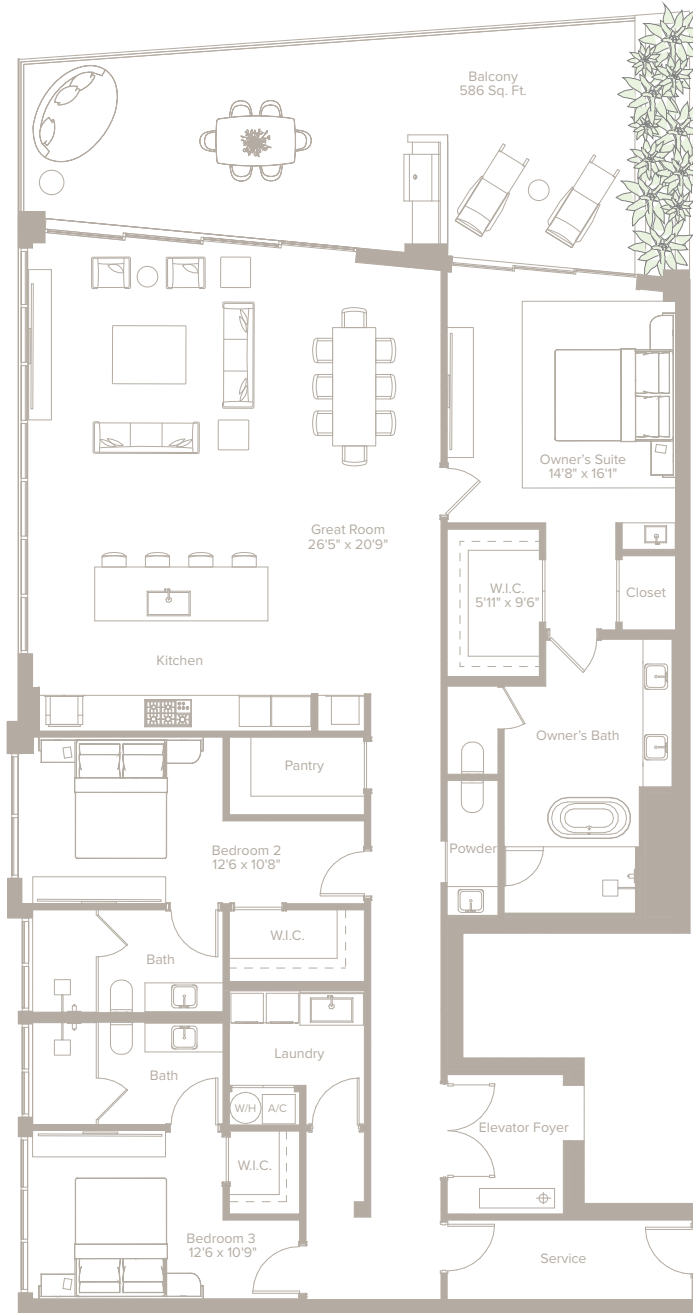 Balcony
586 Sq. Ft.
Owner's Suite
14'8" x 16'1"
Great Room
26'5" x 20'9"
W.I.C.
5'11" x 9'6"
Closet
Kitchen
Owner's Bath
Pantry
Bedroom 2
12'6 x 10'8"
Powder
W.I.C.
Bath
Laundry
Bath
W/H
A/C
Elevator Foyer
W.I.C.
Bedroom 3
12'6 x 10'9"
Service